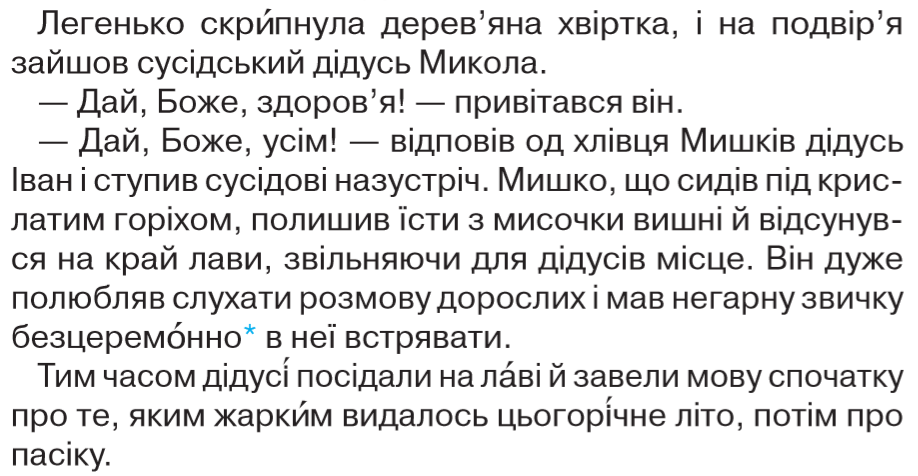 Легенько скри́пнула дерев’яна хвіртка, і на подвір’я
зайшов сусідський дідусь Микола.
— Дай, Боже, здоров’я! — привітався він.
— Дай, Боже, усім! — відповів од хлівця Мишків дідусь
Іван і ступив сусідові назустріч. Мишко, що сидів під крис-
латим горіхом, полишив їсти з мисочки вишні й відсунув-
ся на край лави, звільняючи для дідусів місце. Він дуже
полюбляв слухати розмову дорослих і мав негарну звичку
безцеремо́нно* в неї встрявати.
Тим часом дідусі́ посідали на ла́ві й завели мову спочатку
про те, яким жарки́м видалось цьогорі́чне літо, потім про
пасіку.